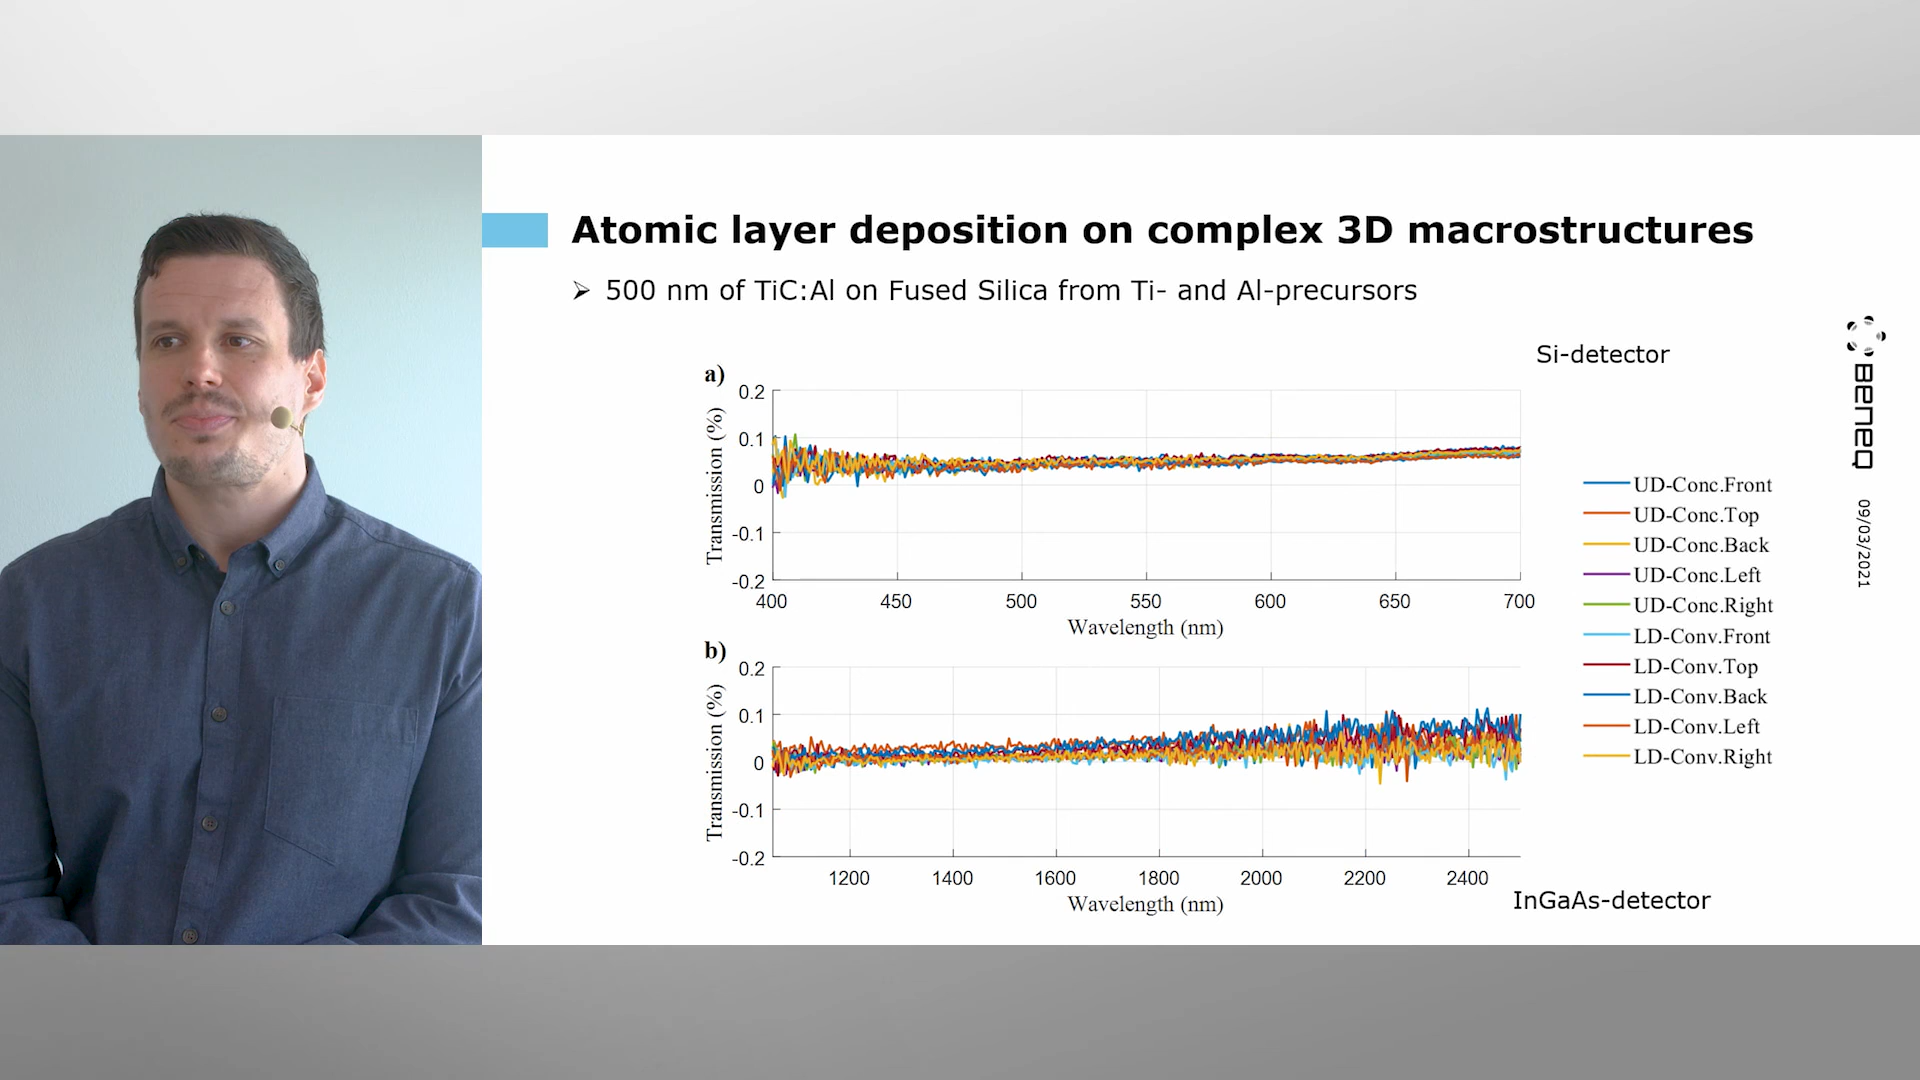 Atomic layer deposition on complex 3D macrostructures
➢ 500 nm of TiC:Al on Fused Silica from Ti- and Al-precursors
Si-detector
a)
0.2
0.1
0
-0.1
-0.2
Transmission (%)
400 450 500 550 600 650 700
Wavelength (nm)
b)
0.2
0.1
0
-0.1
-0.2
Transmission (%)
1200 1400 1600 1800 2000 2200 2400
Wavelength (nm)
InGaAs-detector
UD-Conc.Front
UD-Conc.Top
UD-Conc.Back
UD-Conc.Left
UD-Conc.Right
LD-Conv.Front
LD-Conv.Top
LD-Conv.Back
LD-Conv.Left
LD-Conv.Right
BENEQ
09/03/2021